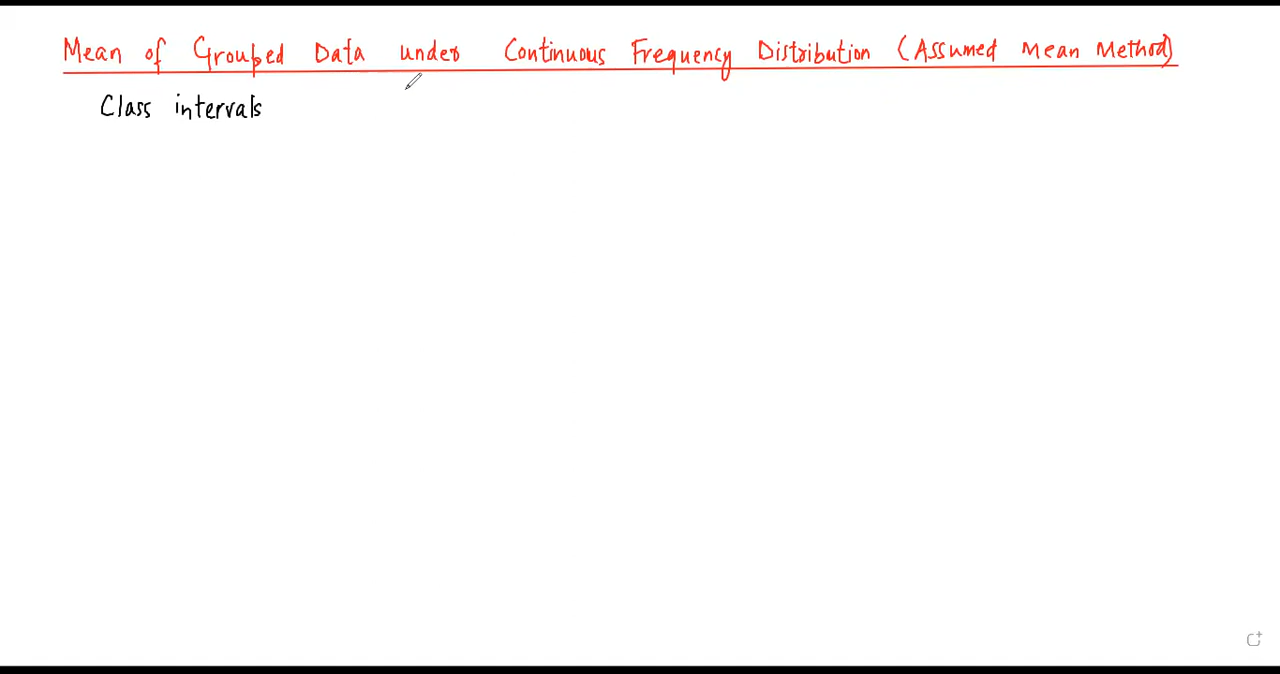 Mean of Grouped Data under Continuous Frequency Distribution (Assumed Mean Method)
Class intervals